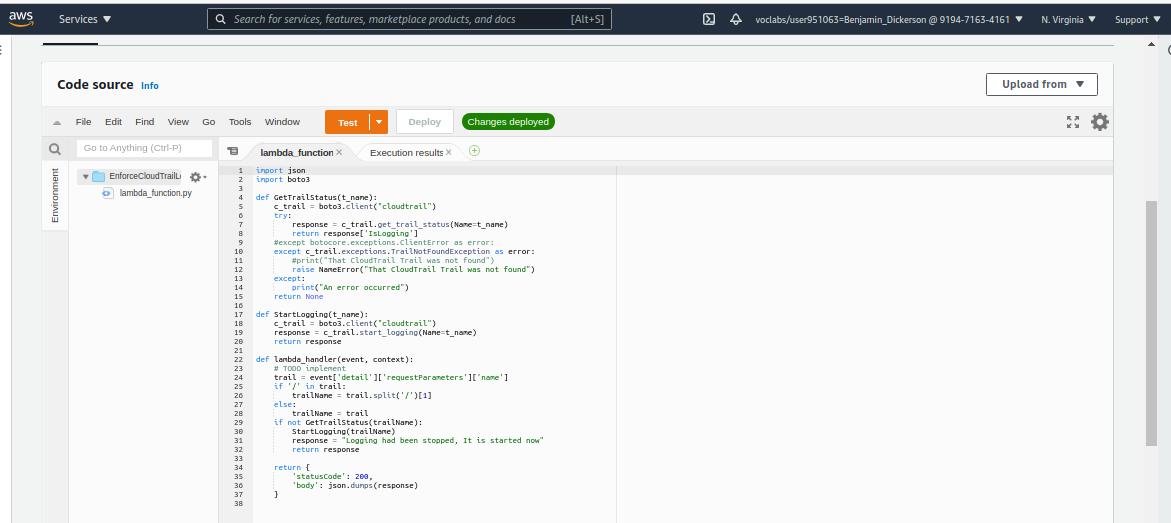 aws Services ▼ Search for services, features, marketplace products, and docs [Alt+S] voclabs/user951063=Benjamin_Dickerson @ 9194-7163-4161 ▼ N. Virginia ▼ Support ▼
Code source Info Upload from ▼
File Edit Find View Go Tools Window Test Deploy Changes deployed
Go to Anything (Ctrl-P) lambda_function × Execution results ×
Environment
EnforceCloudTrailL
lambda_function.py
1 import json
2 import boto3
3
4 def GetTrailStatus(t_name):
5     c_trail = boto3.client("cloudtrail")
6     try:
7         response = c_trail.get_trail_status(Name=t_name)
8         return response['IsLogging']
9     #except botocore.exceptions.ClientError as error:
10     except c_trail.exceptions.TrailNotFoundException as error:
11         #print("That CloudTrail Trail was not found")
12         raise NameError("That CloudTrail Trail was not found")
13     except:
14         print("An error occurred")
15     return None
16
17 def StartLogging(t_name):
18     c_trail = boto3.client("cloudtrail")
19     response = c_trail.start_logging(Name=t_name)
20     return response
21
22 def lambda_handler(event, context):
23     # TODO implement
24     trail = event['detail']['requestParameters']['name']
25     if '/' in trail:
26         trailName = trail.split('/')[1]
27     else:
28         trailName = trail
29     if not GetTrailStatus(trailName):
30         StartLogging(trailName)
31         response = "Logging had been stopped, It is started now"
32         return response
33
34     return {
35         'statusCode': 200,
36         'body': json.dumps(response)
37     }
38